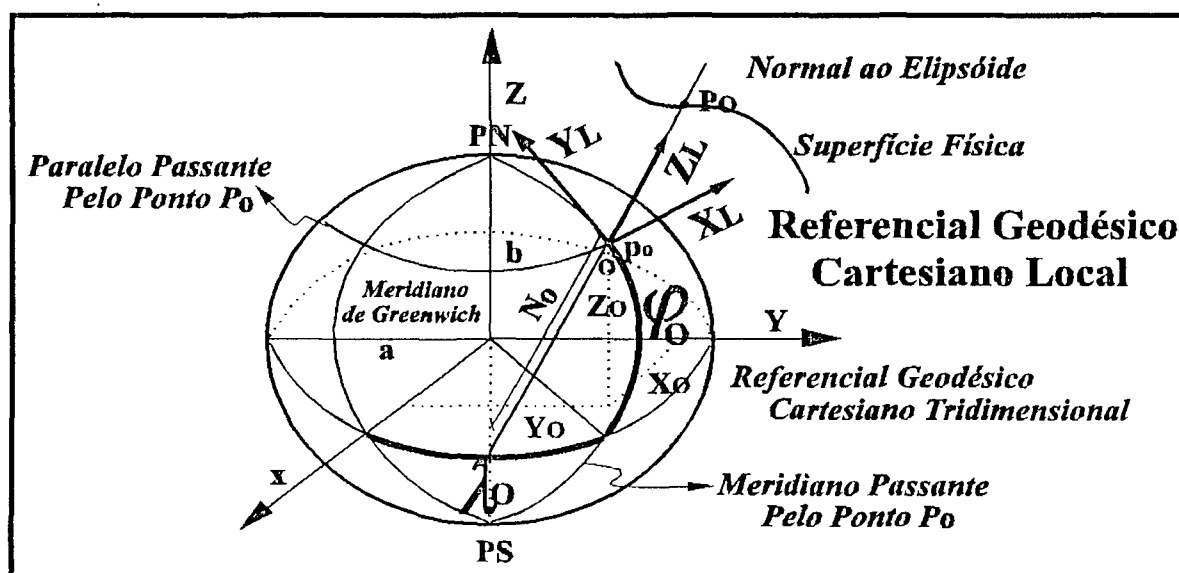 Z
Normal ao Elipsóide
Po
PN
YL
ZL
Superfície Física
Paralelo Passante
Pelo Ponto Po
XL
Referencial Geodésico
Cartesiano Local
b
O
po
Meridiano
de Greenwich
No
Zo
φo
Y
a
Xo
Referencial Geodésico
Cartesiano Tridimensional
Yo
x
λo
Meridiano Passante
Pelo Ponto Po
PS